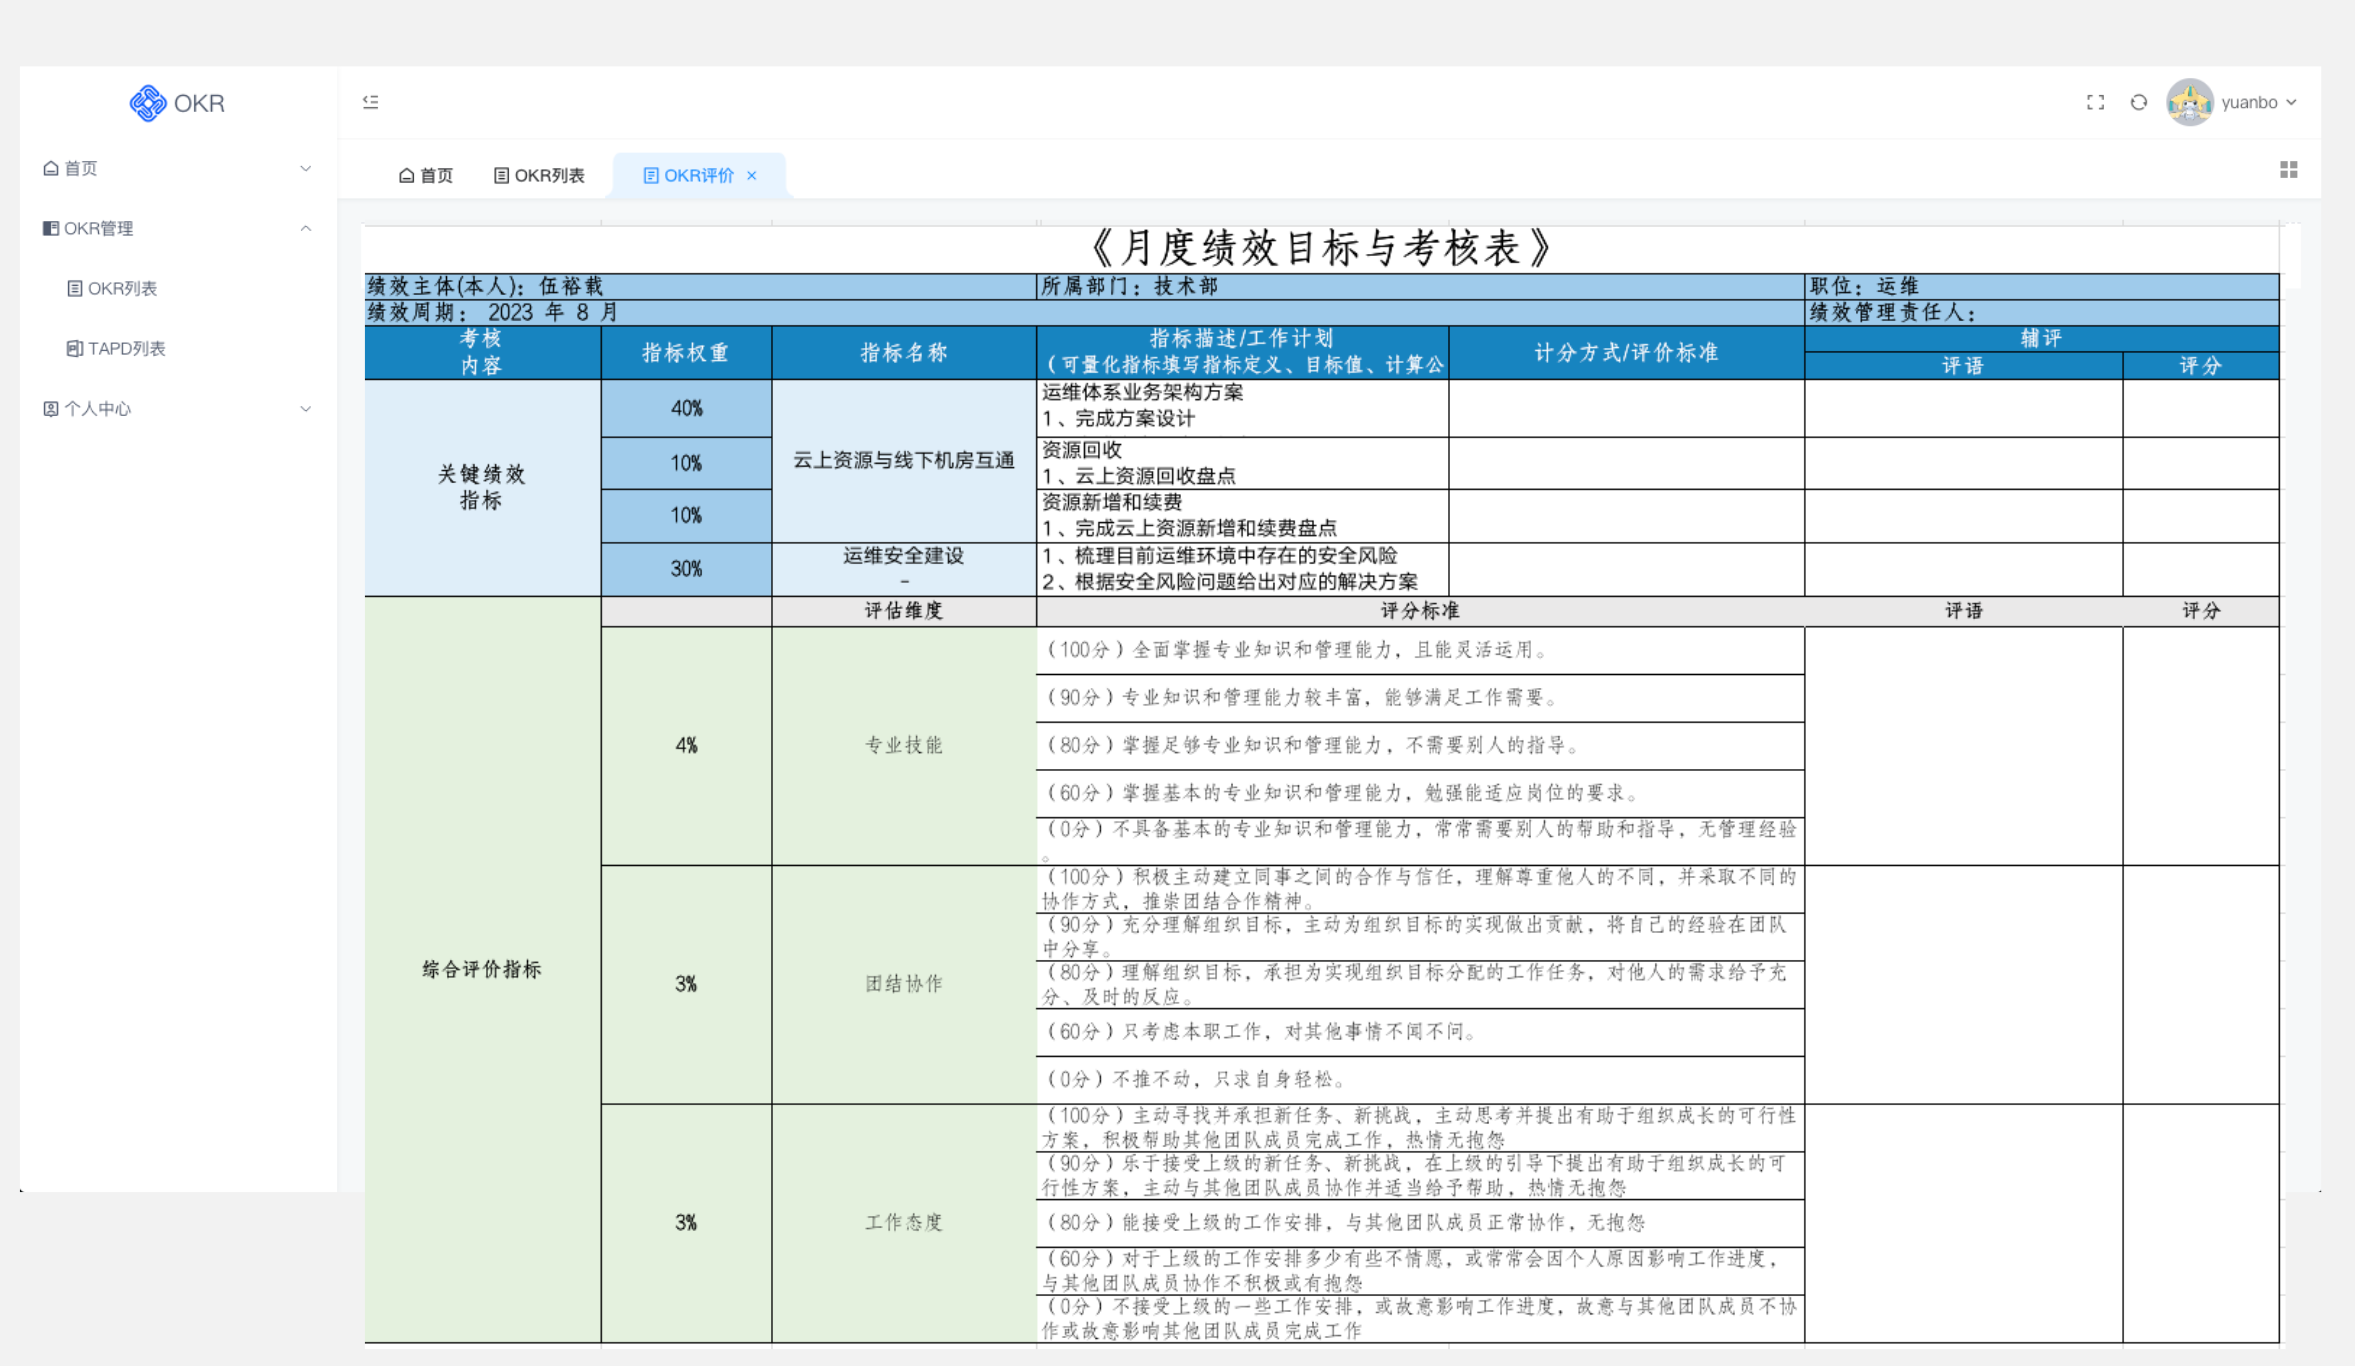 OKR
yuanbo
首页
OKR管理
OKR列表
TAPD列表
个人中心
首页
OKR列表
OKR评价 ×
《月度绩效目标与考核表》
绩效主体(本人)：伍裕载
所属部门：技术部
职位：运维
绩效周期： 2023 年 8 月
绩效管理责任人：
考核
内容
指标权重
指标名称
指标描述/工作计划
（可量化指标填写指标定义、目标值、计算公
计分方式/评价标准
辅评
评语
评分
关键绩效
指标
40%
云上资源与线下机房互通
运维体系业务架构方案
1、完成方案设计
10%
资源回收
1、云上资源回收盘点
10%
资源新增和续费
1、完成云上资源新增和续费盘点
30%
运维安全建设
-
1、梳理目前运维环境中存在的安全风险
2、根据安全风险问题给出对应的解决方案
综合评价指标
评估维度
评分标准
评语
评分
4%
专业技能
（100分）全面掌握专业知识和管理能力，且能灵活运用。
（90分）专业知识和管理能力较丰富，能够满足工作需要。
（80分）掌握足够专业知识和管理能力，不需要别人的指导。
（60分）掌握基本的专业知识和管理能力，勉强能适应岗位的要求。
（0分）不具备基本的专业知识和管理能力，常常需要别人的帮助和指导，无管理经验
。
3%
团结协作
（100分）积极主动建立同事之间的合作与信任，理解尊重他人的不同，并采取不同的
协作方式，推崇团结合作精神。
（90分）充分理解组织目标，主动为组织目标的实现做出贡献，将自己的经验在团队
中分享。
（80分）理解组织目标，承担为实现组织目标分配的工作任务，对他人的需求给予充
分、及时的反应。
（60分）只考虑本职工作，对其他事情不闻不问。
（0分）不推不动，只求自身轻松。
3%
工作态度
（100分）主动寻找并承担新任务、新挑战，主动思考并提出有助于组织成长的可行性
方案，积极帮助其他团队成员完成工作，热情无抱怨
（90分）乐于接受上级的新任务、新挑战，在上级的引导下提出有助于组织成长的可
行性方案，主动与其他团队成员协作并适当给予帮助，热情无抱怨
（80分）能接受上级的工作安排，与其他团队成员正常协作，无抱怨
（60分）对于上级的工作安排多少有些不情愿，或常常会因个人原因影响工作进度，
与其他团队成员协作不积极或有抱怨
（0分）不接受上级的一些工作安排，或故意影响工作进度，故意与其他团队成员不协
作或故意影响其他团队成员完成工作